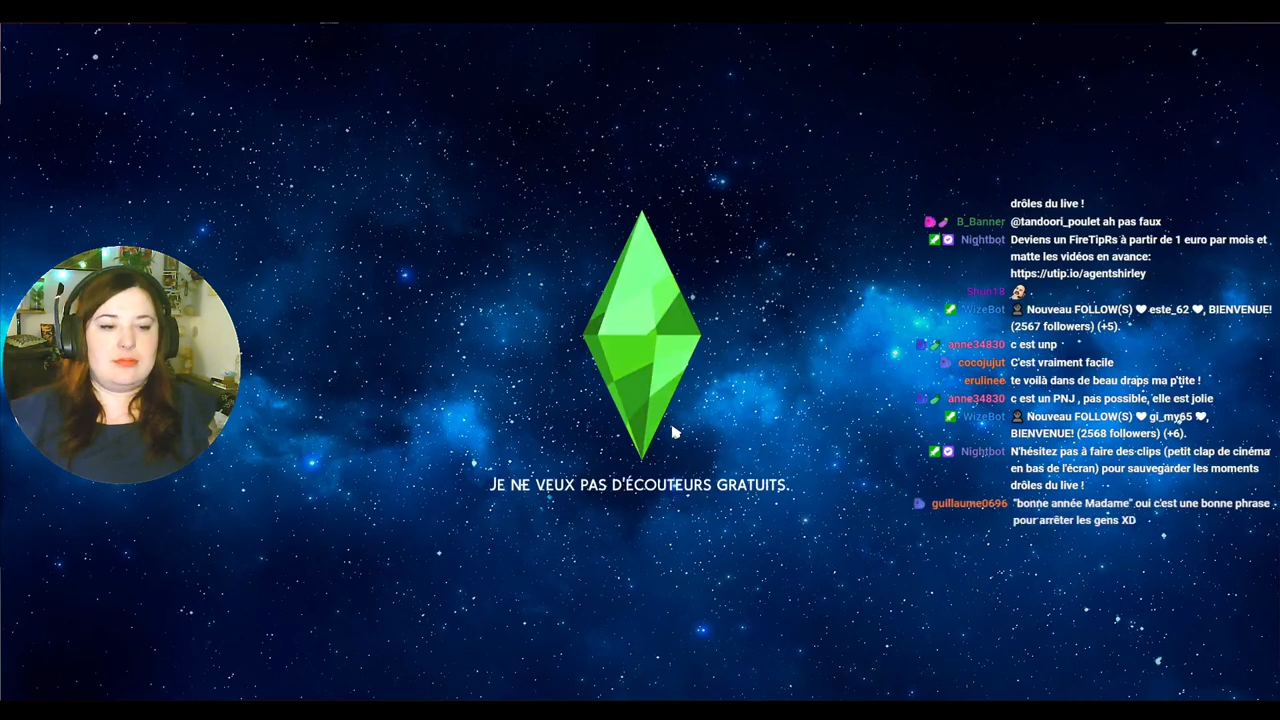 JE NE VEUX PAS D'ÉCOUTEURS GRATUITS.
drôles du live !
B_Banner @tandoori_poulet ah pas faux
Nightbot Deviens un FireTipRs à partir de 1 euro par mois et
matte les vidéos en avance:
https://utip.io/agentshirley
Shun18
WizeBot Nouveau FOLLOW(S) este_62 , BIENVENUE!
(2567 followers) (+5).
anne34830 c est unp
cocojujut C'est vraiment facile
erulinee te voilà dans de beau draps ma p'tite !
anne34830 c est un PNJ , pas possible, elle est jolie
WizeBot Nouveau FOLLOW(S) gi_my65 ,
BIENVENUE! (2568 followers) (+6).
Nightbot N'hésitez pas à faire des clips (petit clap de cinéma
en bas de l'écran) pour sauvegarder les moments
drôles du live !
guillaume0696 "bonne année Madame" oui c'est une bonne phrase
pour arrêter les gens XD